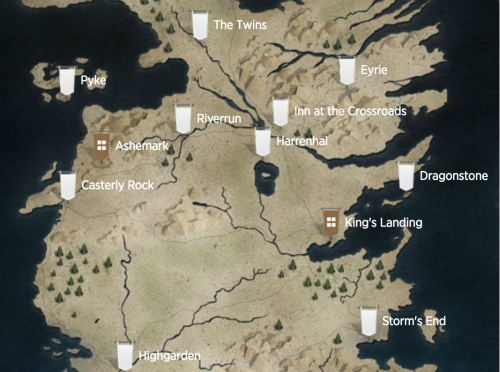 The Twins
Eyrie
Pyke
Inn at the Crossroads
Riverrun
Harrenhal
Ashemark
Dragonstone
Casterly Rock
King's Landing
Storm's End
Highgarden